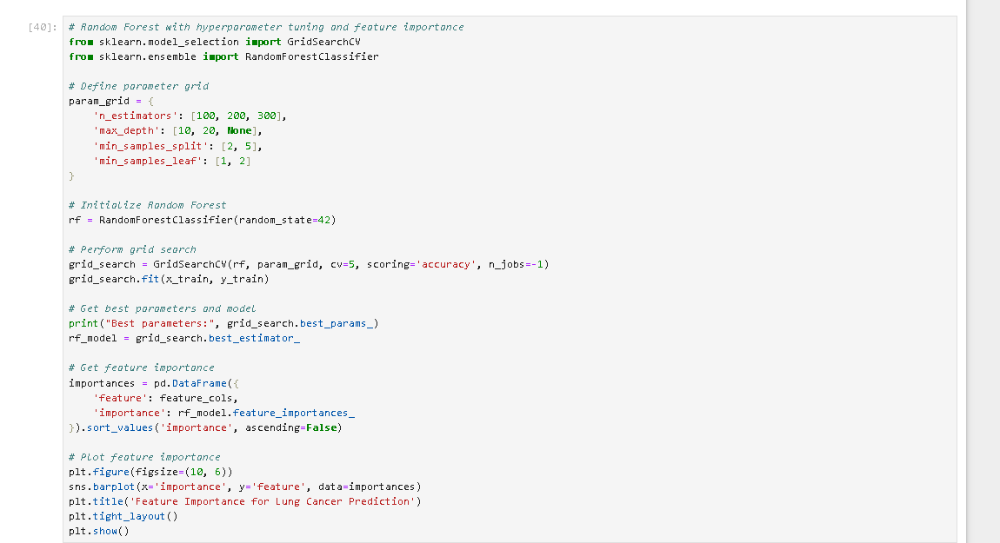 [40]:
# Random Forest with hyperparameter tuning and feature importance
from sklearn.model_selection import GridSearchCV
from sklearn.ensemble import RandomForestClassifier
# Define parameter grid
param_grid = {
    'n_estimators': [100, 200, 300],
    'max_depth': [10, 20, None],
    'min_samples_split': [2, 5],
    'min_samples_leaf': [1, 2]
}
# Initialize Random Forest
rf = RandomForestClassifier(random_state=42)
# Perform grid search
grid_search = GridSearchCV(rf, param_grid, cv=5, scoring='accuracy', n_jobs=-1)
grid_search.fit(x_train, y_train)
# Get best parameters and model
print("Best parameters:", grid_search.best_params_)
rf_model = grid_search.best_estimator_
# Get feature importance
importances = pd.DataFrame({
    'feature': feature_cols,
    'importance': rf_model.feature_importances_
}).sort_values('importance', ascending=False)
# Plot feature importance
plt.figure(figsize=(10, 6))
sns.barplot(x='importance', y='feature', data=importances)
plt.title('Feature Importance for Lung Cancer Prediction')
plt.tight_layout()
plt.show()